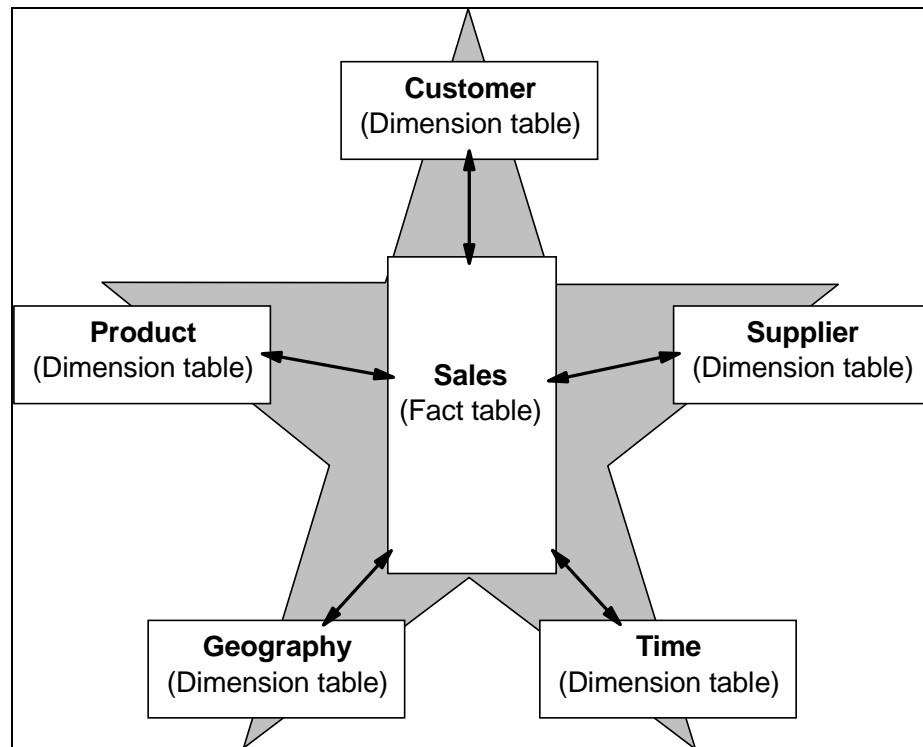 Customer
(Dimension table)
Product
(Dimension table)
Supplier
(Dimension table)
Sales
(Fact table)
Geography
(Dimension table)
Time
(Dimension table)